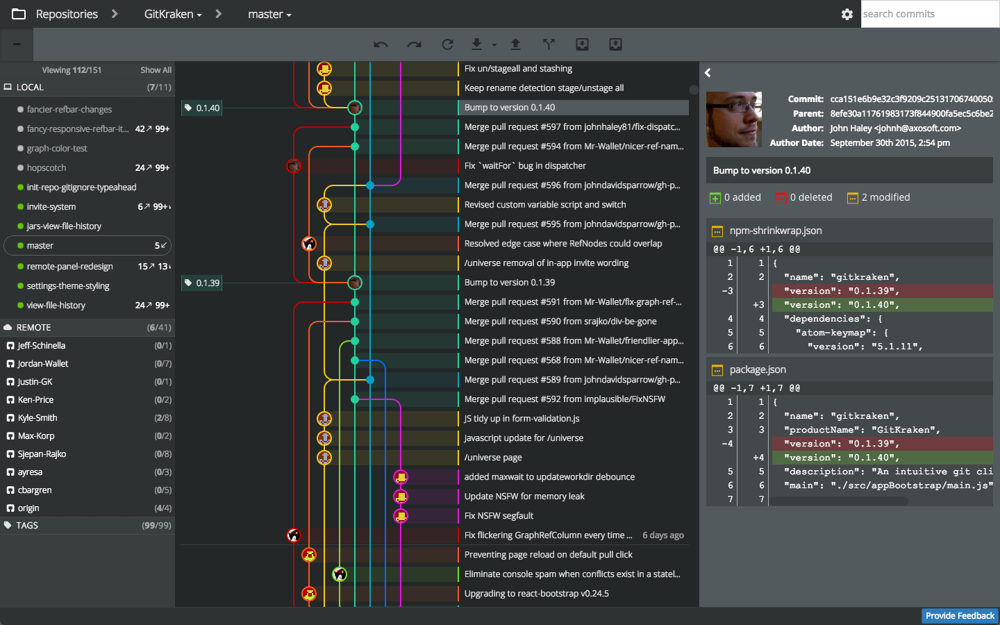 Repositories GitKraken master search commits
Viewing 112/151 Show All
LOCAL (7/11)
fancier-refbar-changes
fancy-responsive-refbar-it... 42 99+
graph-color-test
hopscotch 24 99+
init-repo-gitignore-typeahead
invite-system 6 99+
jars-view-file-history
master 5
remote-panel-redesign 15 13
settings-theme-styling
view-file-history 24 99+
REMOTE (6/41)
Jeff-Schinella (0/1)
Jordan-Wallet (0/7)
Justin-GK (0/1)
Ken-Price (0/2)
Kyle-Smith (2/8)
Max-Korp (0/2)
Sjepan-Rajko (0/8)
ayresa (0/3)
cbargren (0/5)
origin (4/4)
TAGS (99/99)
Fix un/stageall and stashing
Keep rename detection stage/unstage all
0.1.40 Bump to version 0.1.40
Merge pull request #597 from johnhaley81/fix-dispatc...
Merge pull request #594 from Mr-Wallet/nicer-ref-nam...
Fix `waitFor` bug in dispatcher
Merge pull request #596 from johndavidsparrow/gh-p...
Revised custom variable script and switch
Merge pull request #595 from johndavidsparrow/gh-p...
Resolved edge case where RefNodes could overlap
/universe removal of in-app invite wording
0.1.39 Bump to version 0.1.39
Merge pull request #591 from Mr-Wallet/fix-graph-ref-...
Merge pull request #590 from srajko/div-be-gone
Merge pull request #588 from Mr-Wallet/friendlier-app...
Merge pull request #568 from Mr-Wallet/nicer-ref-nam...
Merge pull request #589 from johndavidsparrow/gh-p...
Merge pull request #592 from implausible/FixNSFW
JS tidy up in form-validation.js
Javascript update for /universe
/universe page
added maxwait to updateworkdir debounce
Update NSFW for memory leak
Fix NSFW segfault
Fix flickering GraphRefColumn every time ... 6 days ago
Preventing page reload on default pull click
Eliminate console spam when conflicts exist in a statel...
Upgrading to react-bootstrap v0.24.5
Commit: cca151e6b9e32c3f9209c251317067400505
Parent: 8efe30a11761983173f844900fa5ec5c6be2
Author: John Haley <johnh@axosoft.com>
Author Date: September 30th 2015, 2:54 pm
Bump to version 0.1.40
0 added 0 deleted 2 modified
npm-shrinkwrap.json
@@ -1,6 +1,6 @@
1 1 {
2 2 "name": "gitkraken",
-3 "version": "0.1.39",
+3 "version": "0.1.40",
4 4 "dependencies": {
5 5 "atom-keymap": {
6 6 "version": "5.1.11",
package.json
@@ -1,7 +1,7 @@
1 1 {
2 2 "name": "gitkraken",
3 3 "productName": "GitKraken",
-4 "version": "0.1.39",
+4 "version": "0.1.40",
5 5 "description": "An intuitive git cli
6 6 "main": "./src/appBootstrap/main.js"
7 7
Provide Feedback